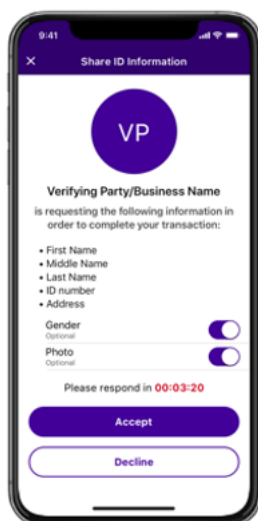 9:41
× Share ID Information
VP
Verifying Party/Business Name
is requesting the following information in
order to complete your transaction:
• First Name
• Middle Name
• Last Name
• ID number
• Address
Gender
Optional
Photo
Optional
Please respond in 00:03:20
Accept
Decline